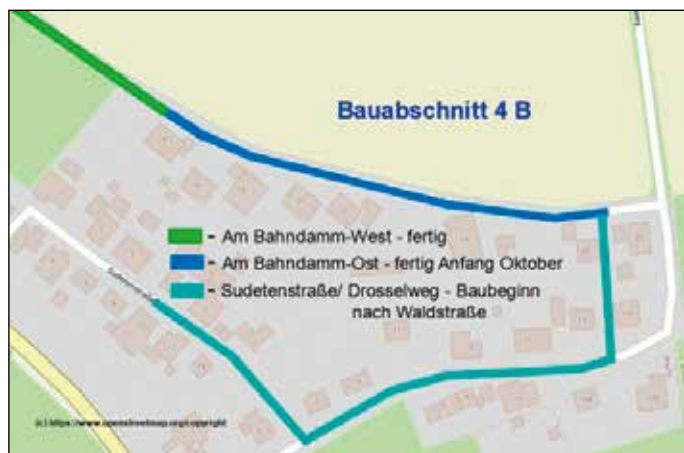 Bauabschnitt 4 B
- Am Bahndamm-West - fertig
- Am Bahndamm-Ost - fertig Anfang Oktober
- Sudetenstraße/ Drosselweg - Baubeginn
nach Waldstraße
(c) https://www.openstreetmap.org/copyright